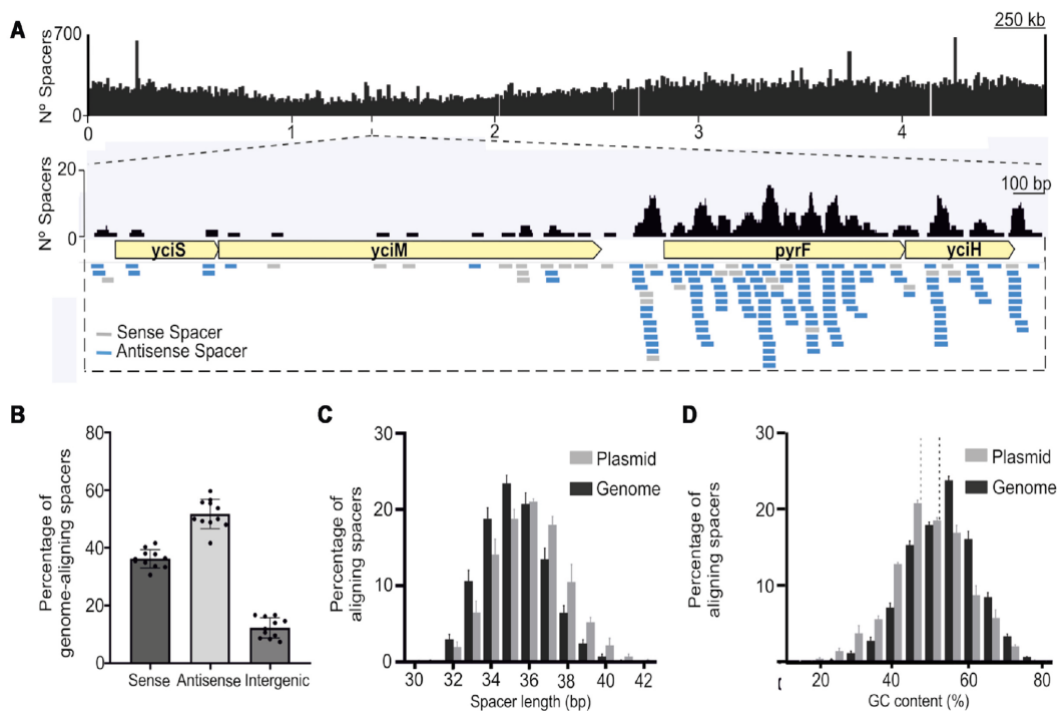 A
700
Nº Spacers
0
250 kb
0 1 2 3 4
20
Nº Spacers
0
100 bp
yciS yciM pyrF yciH
Sense Spacer
Antisense Spacer
B
Percentage of
genome-aligning spacers
80
60
40
20
0
Sense Antisense Intergenic
C
Percentage of
aligning spacers
30
20
10
0
Plasmid
Genome
30 32 34 36 38 40 42
Spacer length (bp)
D
Percentage of
aligning spacers
30
20
10
0
Plasmid
Genome
20 40 60 80
GC content (%)